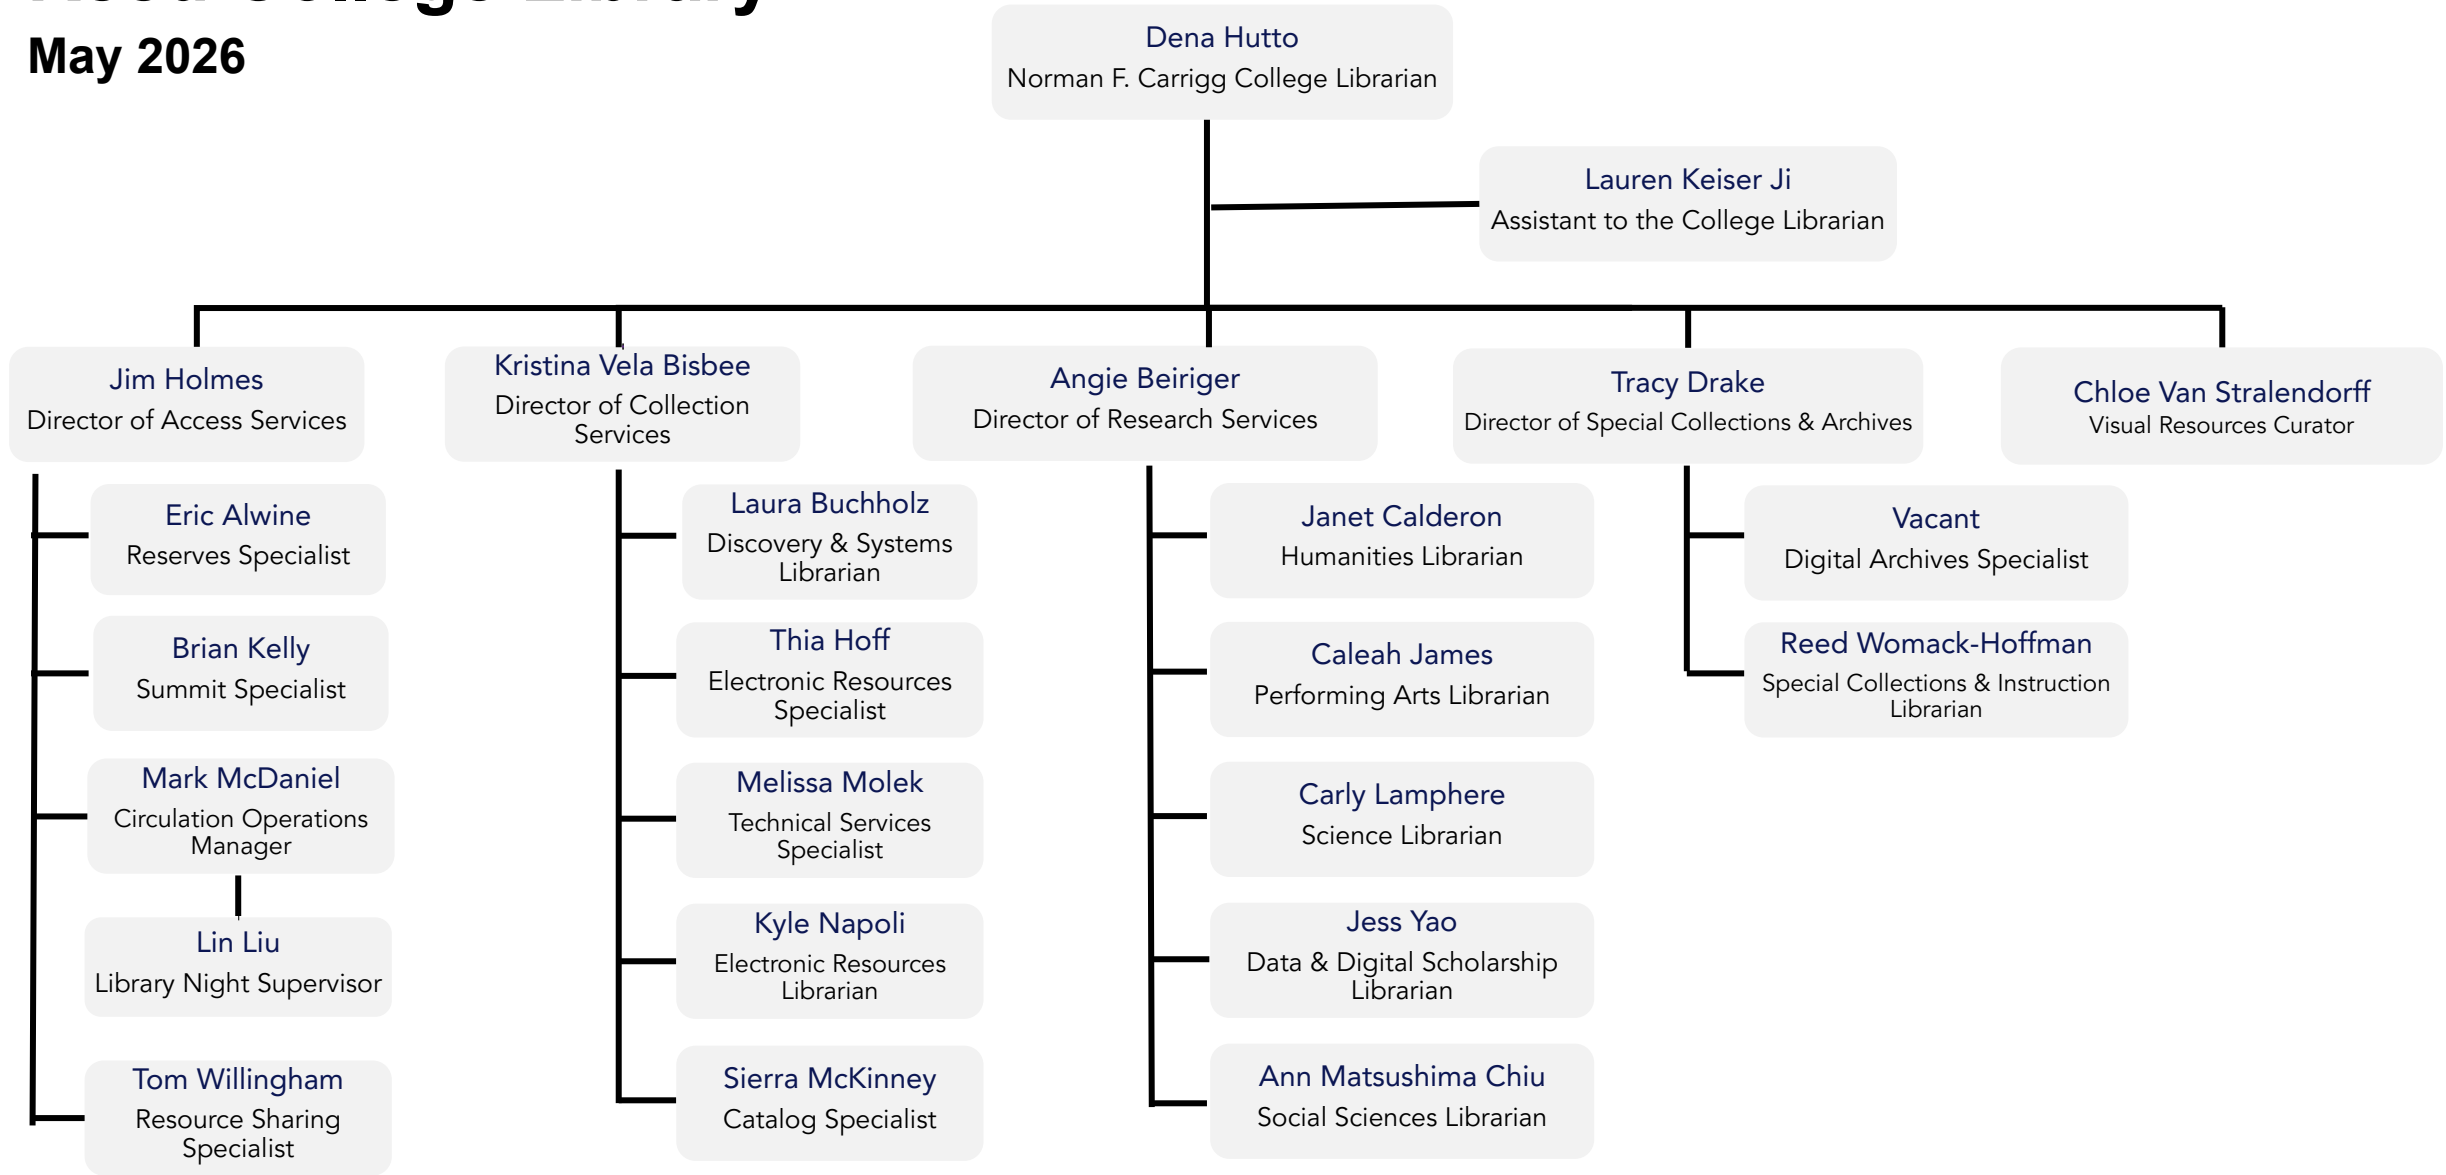 College Library
May 2026
Dena Hutto
Norman F. Carrigg College Librarian
Lauren Keiser Ji
Assistant to the College Librarian
Jim Holmes
Director of Access Services
Eric Alwine
Reserves Specialist
Brian Kelly
Summit Specialist
Mark McDaniel
Circulation Operations
Manager
Lin Liu
Library Night Supervisor
Tom Willingham
Resource Sharing
Specialist
Kristina Vela Bisbee
Director of Collection
Services
Laura Buchholz
Discovery & Systems
Librarian
Thia Hoff
Electronic Resources
Specialist
Melissa Molek
Technical Services
Specialist
Kyle Napoli
Electronic Resources
Librarian
Sierra McKinney
Catalog Specialist
Angie Beiriger
Director of Research Services
Janet Calderon
Humanities Librarian
Caleah James
Performing Arts Librarian
Carly Lamphere
Science Librarian
Jess Yao
Data & Digital Scholarship
Librarian
Ann Matsushima Chiu
Social Sciences Librarian
Tracy Drake
Director of Special Collections & Archives
Vacant
Digital Archives Specialist
Reed Womack-Hoffman
Special Collections & Instruction
Librarian
Chloe Van Stralendorff
Visual Resources Curator